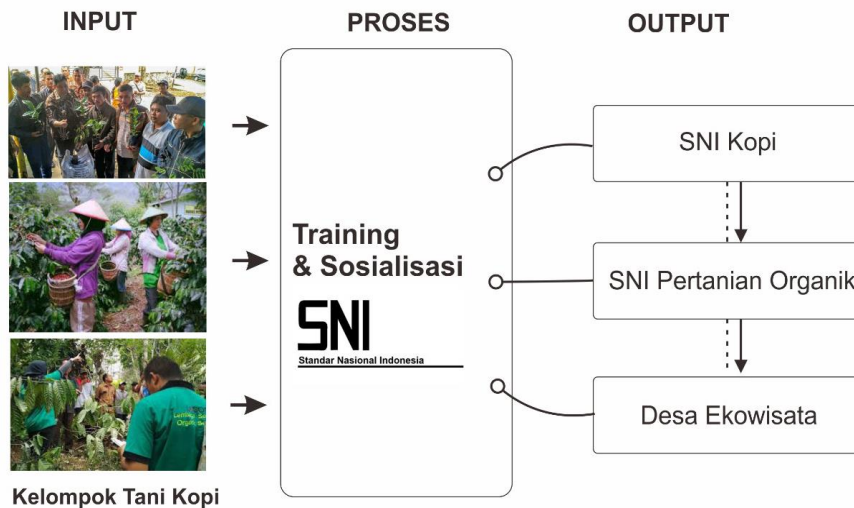 INPUT
PROSES
OUTPUT
SNI Kopi
Training
& Sosialisasi
SNI
Standar Nasional Indonesia
SNI Pertanian Organik
Desa Ekowisata
Kelompok Tani Kopi